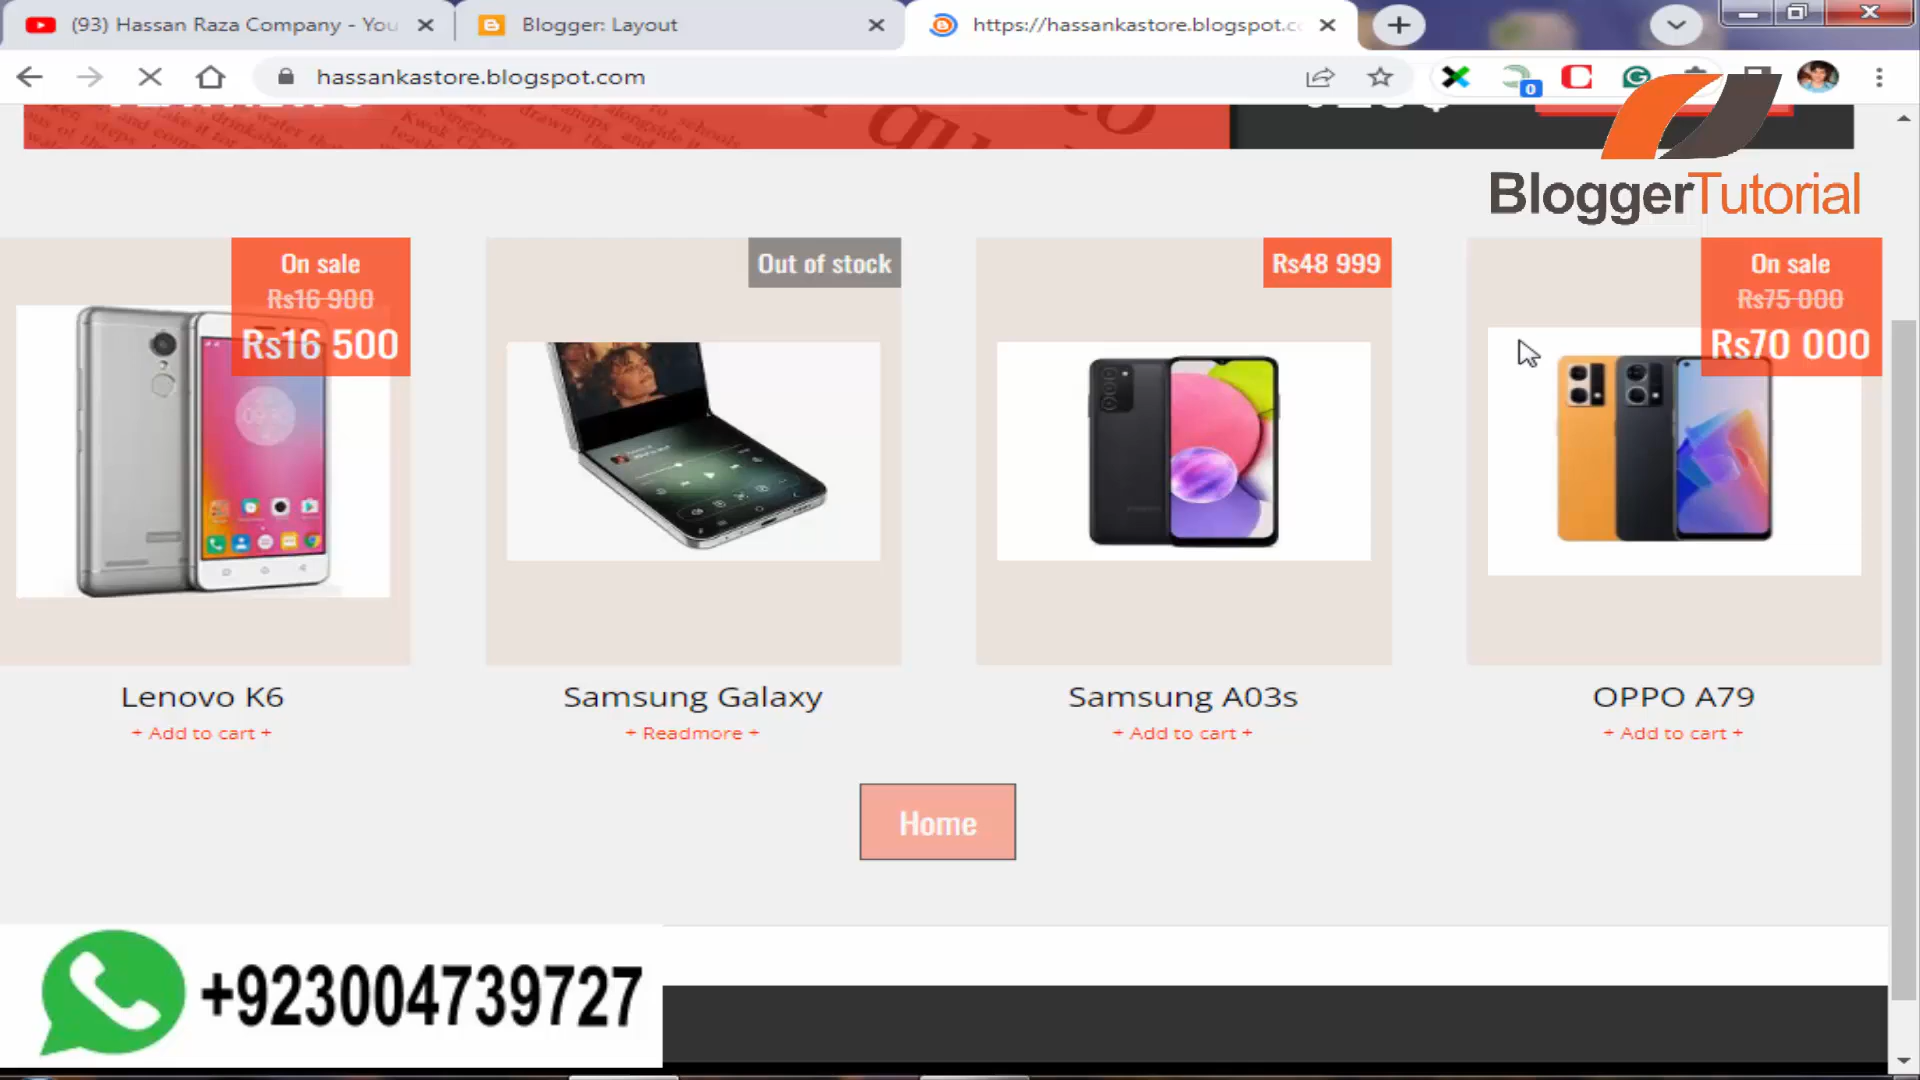 (93) Hassan Raza Company - You
Blogger: Layout
https://hassankastore.blogspot.c
hassankastore.blogspot.com
0
BloggerTutorial
On sale
Rs16 900
Rs16 500
Out of stock
Rs48 999
On sale
Rs75 000
Rs70 000
Lenovo K6
+ Add to cart +
Samsung Galaxy
+ Readmore +
Samsung A03s
+ Add to cart +
OPPO A79
+ Add to cart +
Home
+923004739727